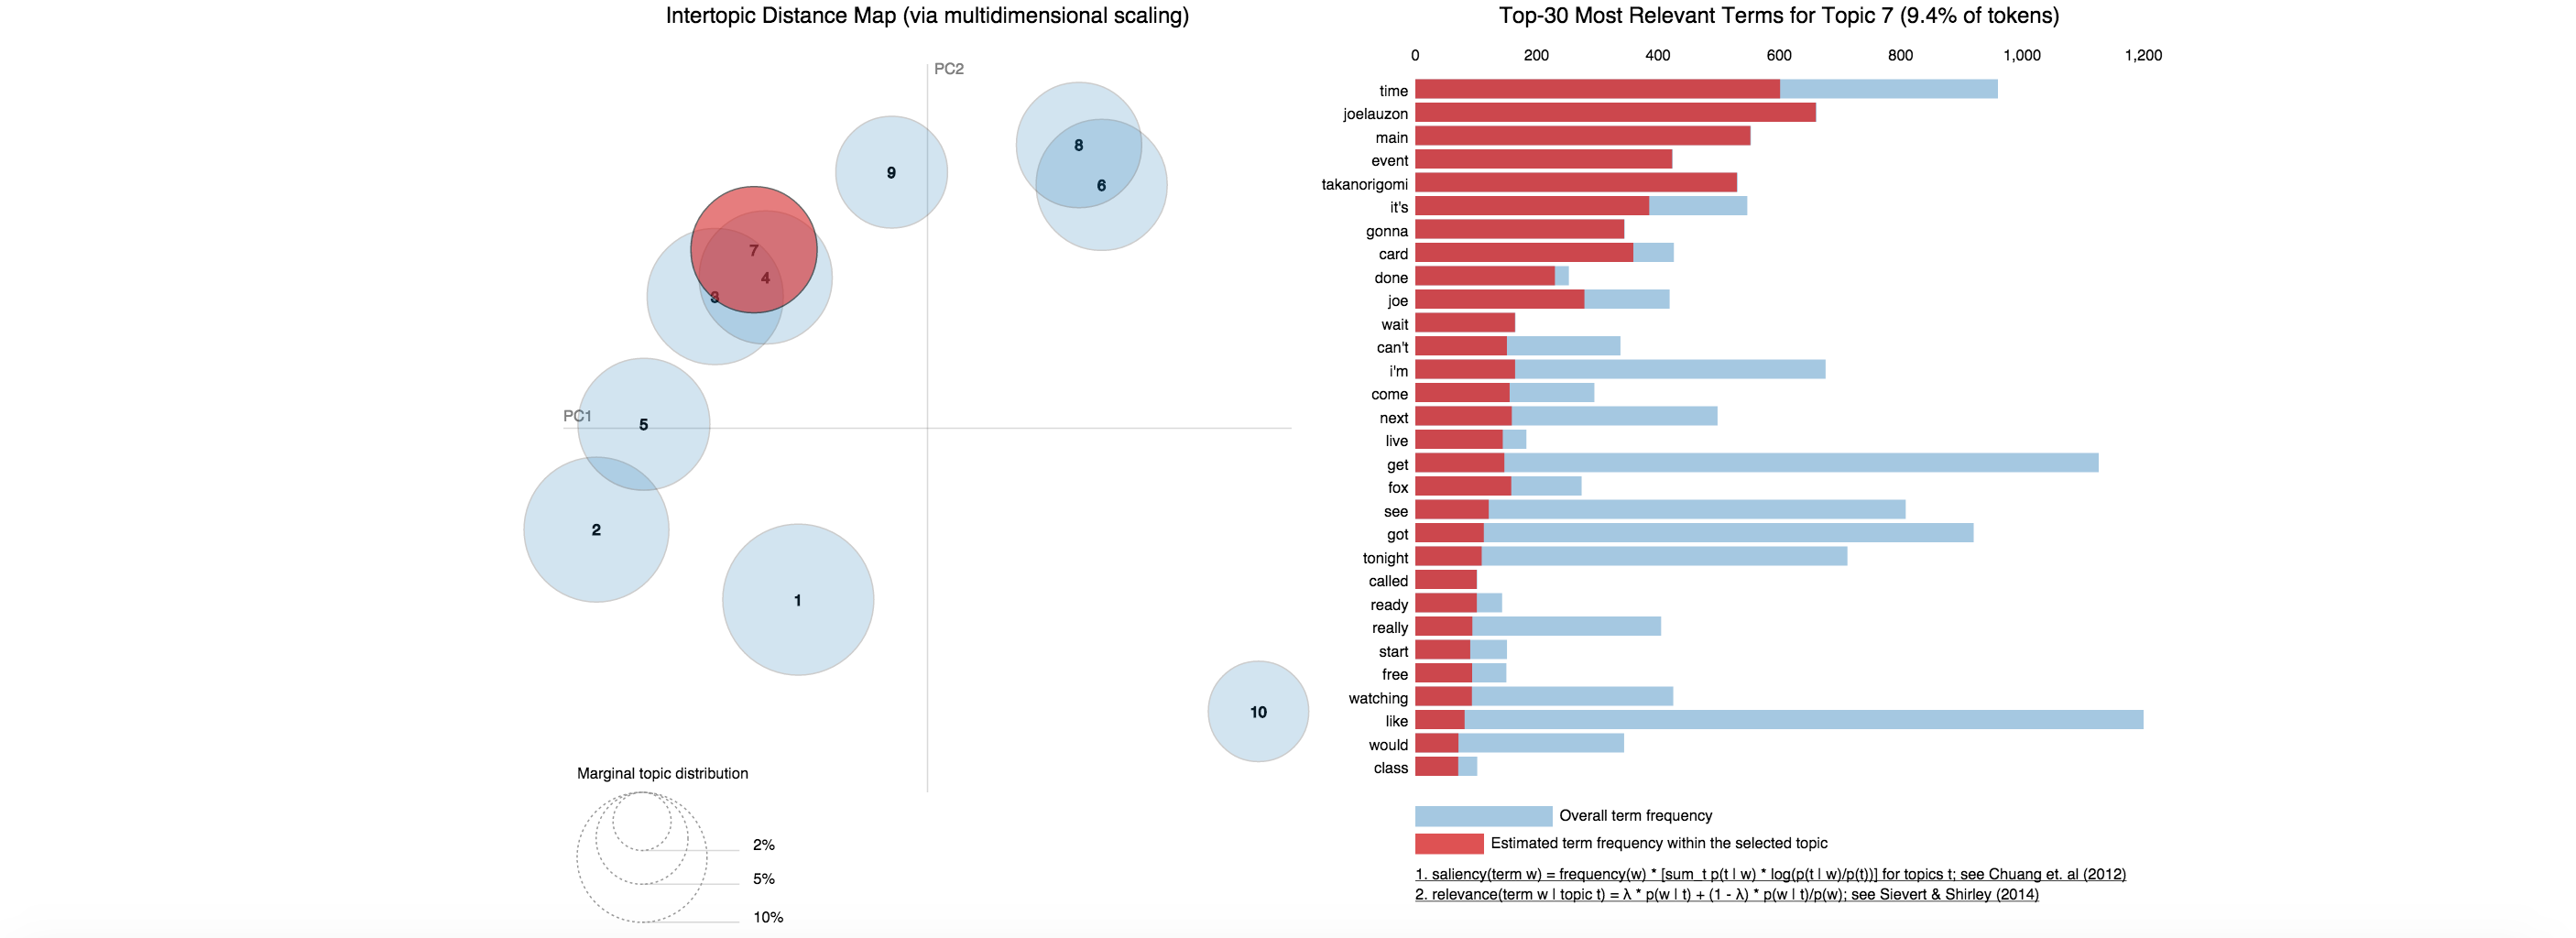 Intertopic Distance Map (via multidimensional scaling)
PC2
PC1
8
9
6
7
4
3
5
2
1
10
Marginal topic distribution
2%
5%
10%
Top-30 Most Relevant Terms for Topic 7 (9.4% of tokens)
0 200 400 600 800 1,000 1,200
time
joelauzon
main
event
takanorigomi
it's
gonna
card
done
joe
wait
can't
i'm
come
next
live
get
fox
see
got
tonight
called
ready
really
start
free
watching
like
would
class
Overall term frequency
Estimated term frequency within the selected topic
1. saliency(term w) = frequency(w) * [sum_t p(t | w) * log(p(t | w)/p(t))] for topics t; see Chuang et. al (2012)
2. relevance(term w | topic t) = λ * p(w | t) + (1 - λ) * p(w | t)/p(w); see Sievert & Shirley (2014)